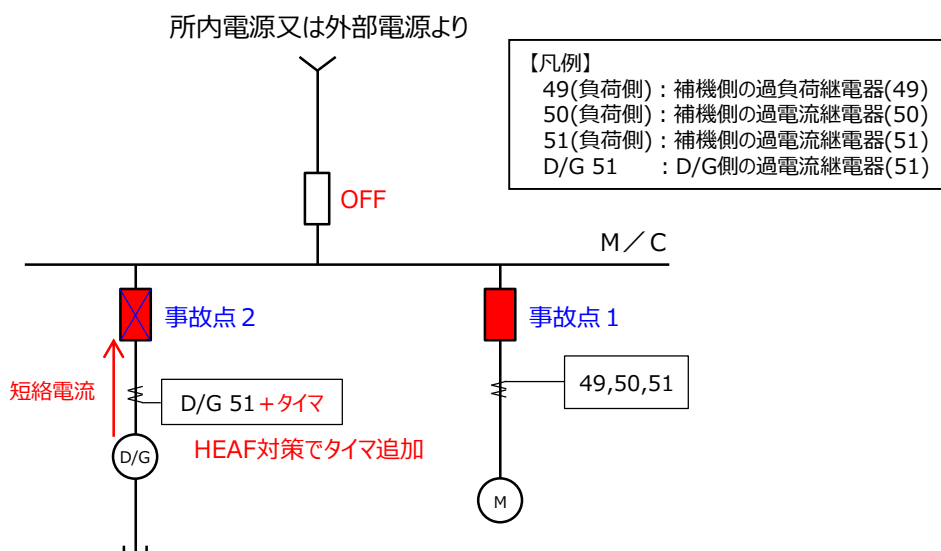 所内電源又は外部電源より
【凡例】
49(負荷側)：補機側の過負荷継電器(49)
50(負荷側)：補機側の過電流継電器(50)
51(負荷側)：補機側の過電流継電器(51)
D/G 51　：D/G側の過電流継電器(51)
OFF
M／C
事故点２
事故点１
短絡電流
D/G 51＋タイマ
49,50,51
HEAF対策でタイマ追加
D/G
M